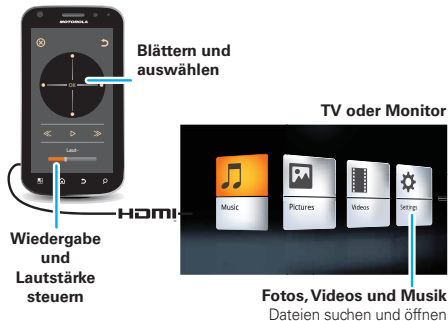 MOTOROLA
Blättern und
auswählen
OK
Laut-
TV oder Monitor
Music
Pictures
Videos
Settings
HDMI
Wiedergabe
und
Lautstärke
steuern
Fotos, Videos und Musik
Dateien suchen und öffnen